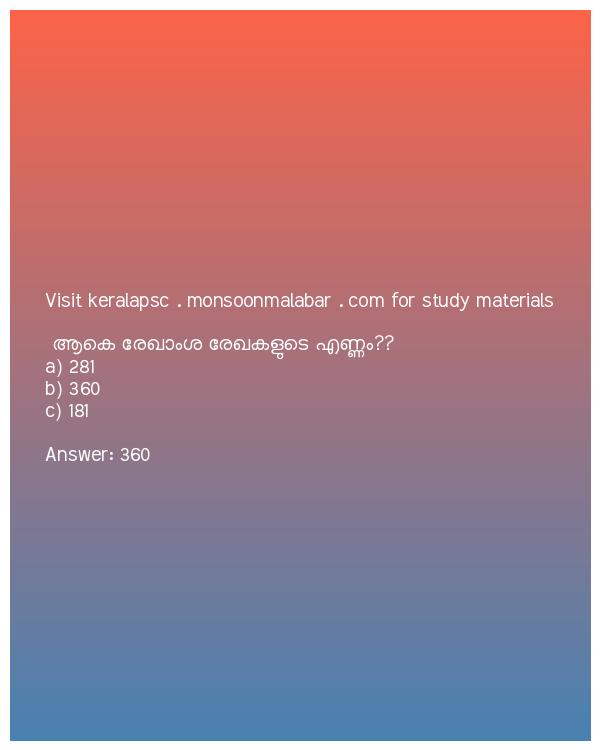 Visit keralapsc . monsoonmalabar . com for study materials
ആകെ രേഖാംശ രേഖകളുടെ എണ്ണം??
a) 281
b) 360
c) 181
Answer: 360